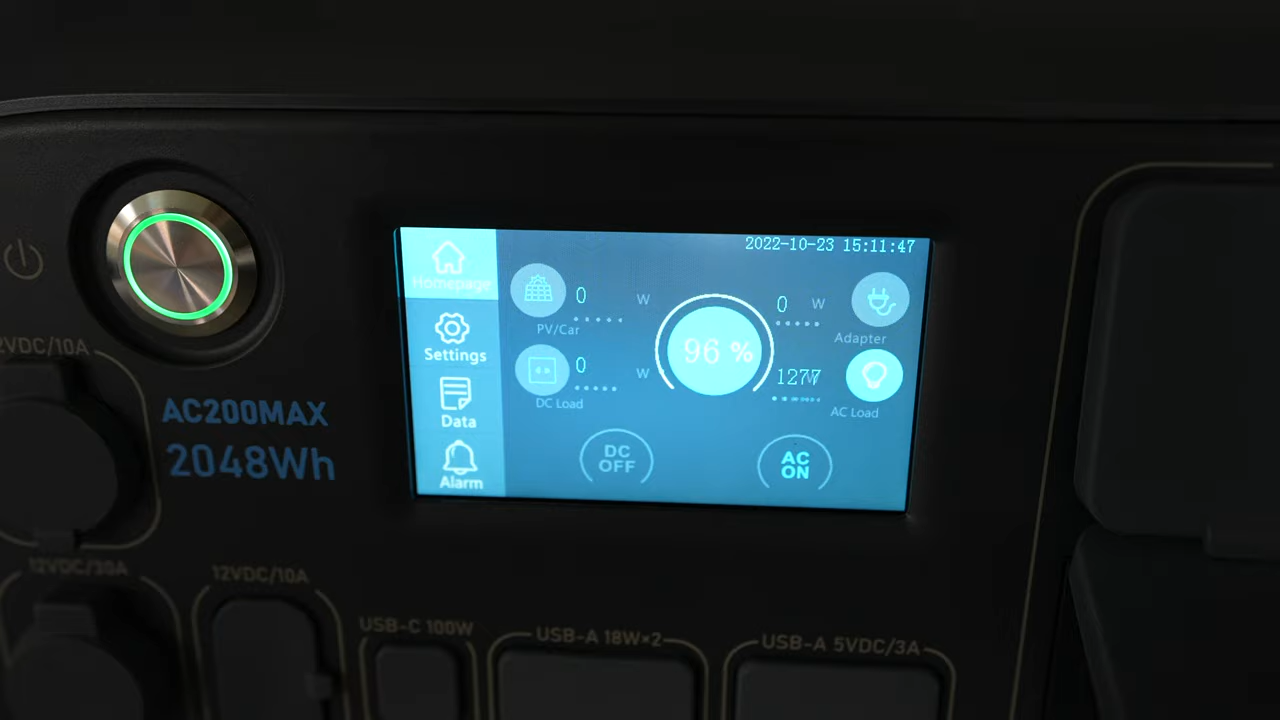 2022-10-23 15:11:47
Homepage
0 W
PV/Car
0 W
Adapter
Settings
96 %
0 W
DC Load
1277 W
AC Load
Data
DC
OFF
AC
ON
Alarm
2VDC/10A
AC200MAX
2048Wh
12VDC/30A
12VDC/10A
USB-C 100W
USB-A 18W×2
USB-A 5VDC/3A